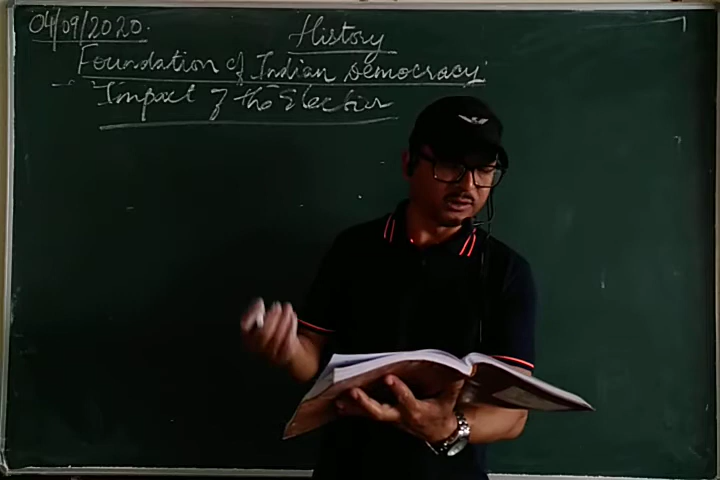 04/09/2020.
History
Foundation of Indian Democracy
Impact of the Election